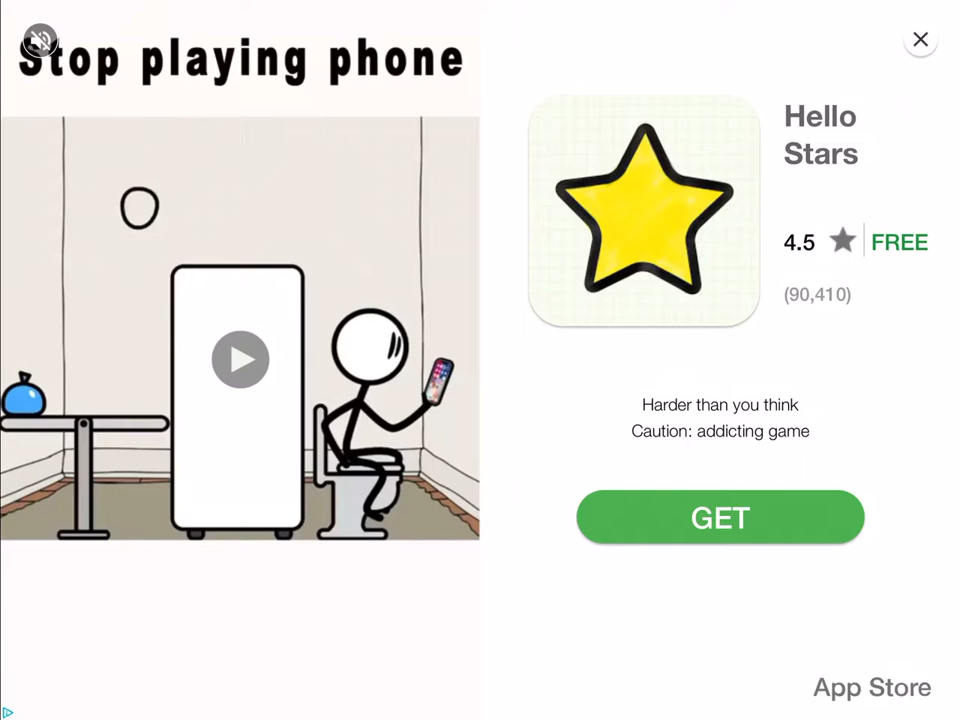 Stop playing phone
Hello
Stars
4.5
FREE
(90,410)
Harder than you think
Caution: addicting game
GET
App Store